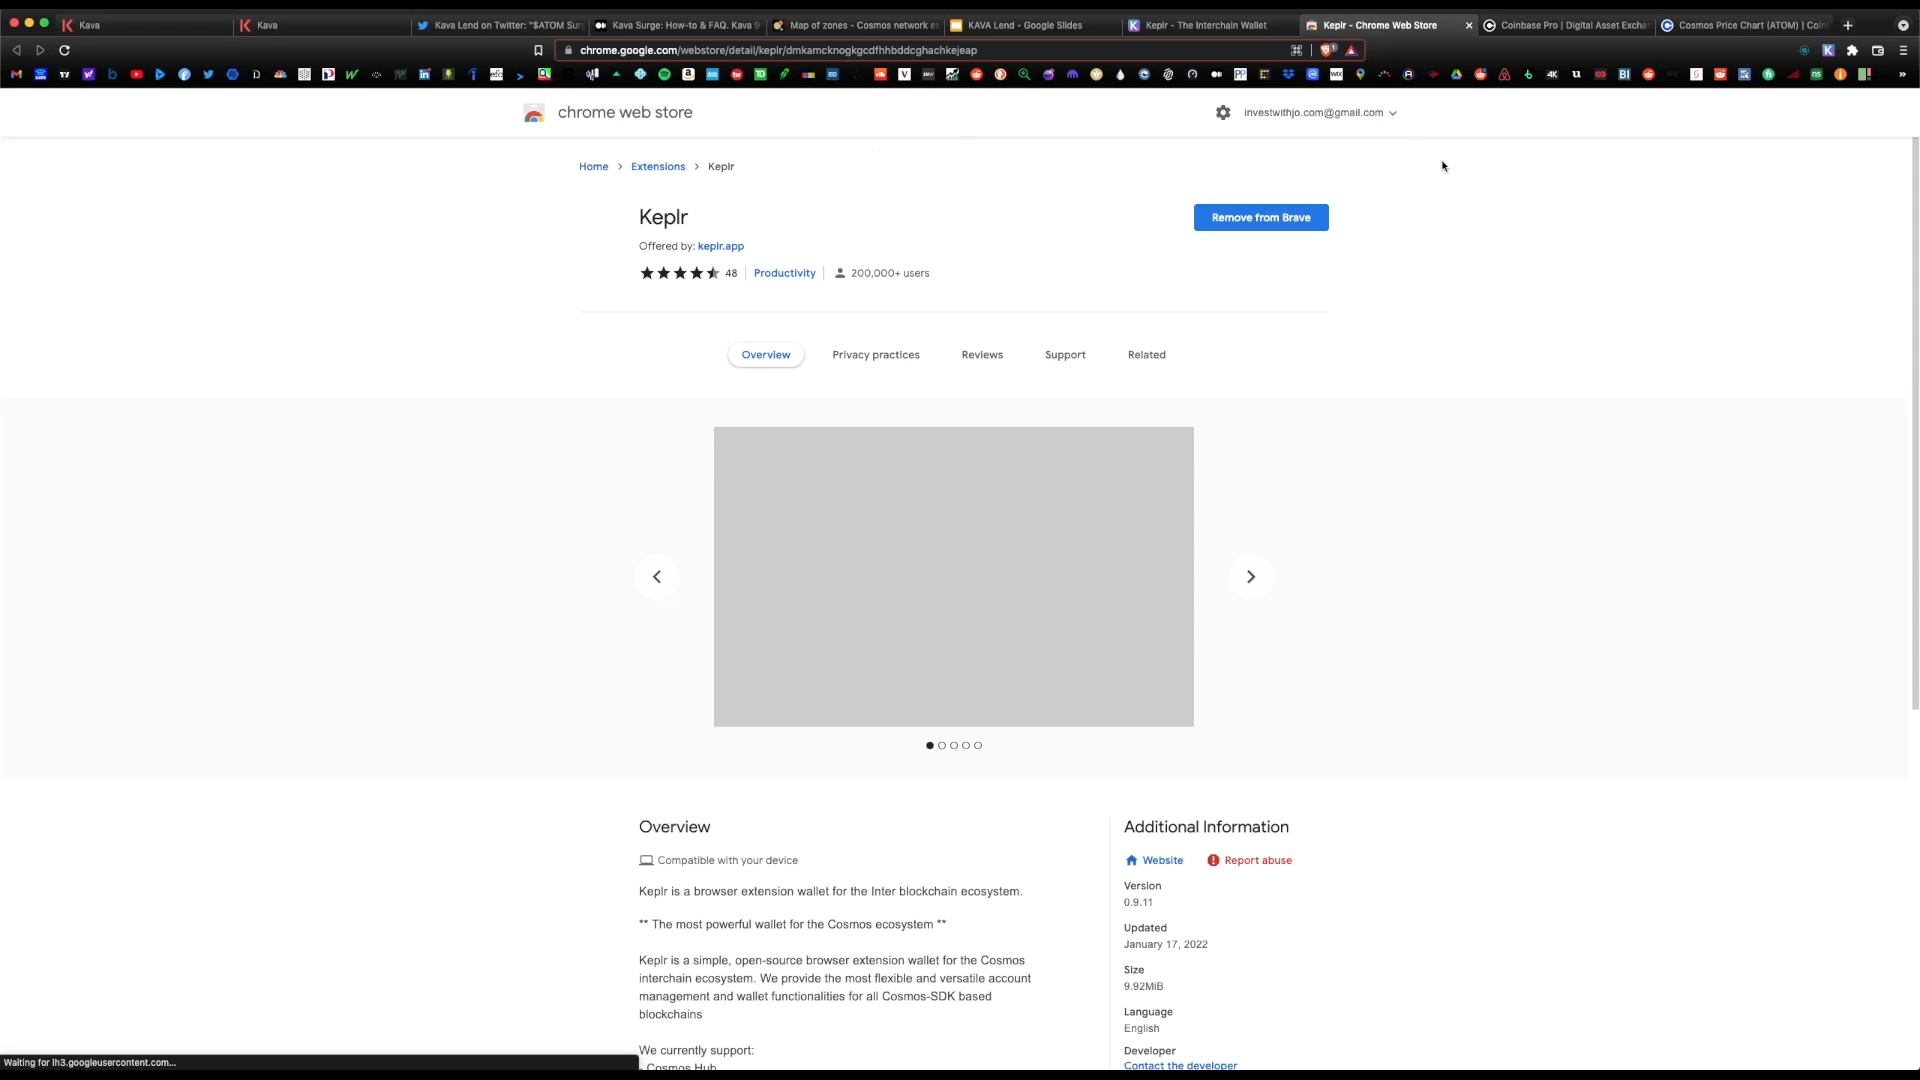 Kava
Kava
Kava Lend on Twitter: "$ATOM Sur
Kava Surge: How-to & FAQ. Kava 9
Map of zones - Cosmos network e
KAVA Lend - Google Slides
Keplr - The Interchain Wallet
Keplr - Chrome Web Store
Coinbase Pro | Digital Asset Excha
Cosmos Price Chart (ATOM) | Coin
chrome.google.com/webstore/detail/keplr/dmkamcknogkgcdfhhbddcghachkejeap
chrome web store
investwithjo.com@gmail.com
Home > Extensions > Keplr
Keplr
Remove from Brave
Offered by: keplr.app
48
Productivity
200,000+ users
Overview
Privacy practices
Reviews
Support
Related
Overview
Compatible with your device
Keplr is a browser extension wallet for the Inter blockchain ecosystem.
** The most powerful wallet for the Cosmos ecosystem **
Keplr is a simple, open-source browser extension wallet for the Cosmos
interchain ecosystem. We provide the most flexible and versatile account
management and wallet functionalities for all Cosmos-SDK based
blockchains
We currently support:
- Cosmos Hub
Additional Information
Website
Report abuse
Version
0.9.11
Updated
January 17, 2022
Size
9.92MiB
Language
English
Developer
Contact the developer
Waiting for lh3.googleusercontent.com...